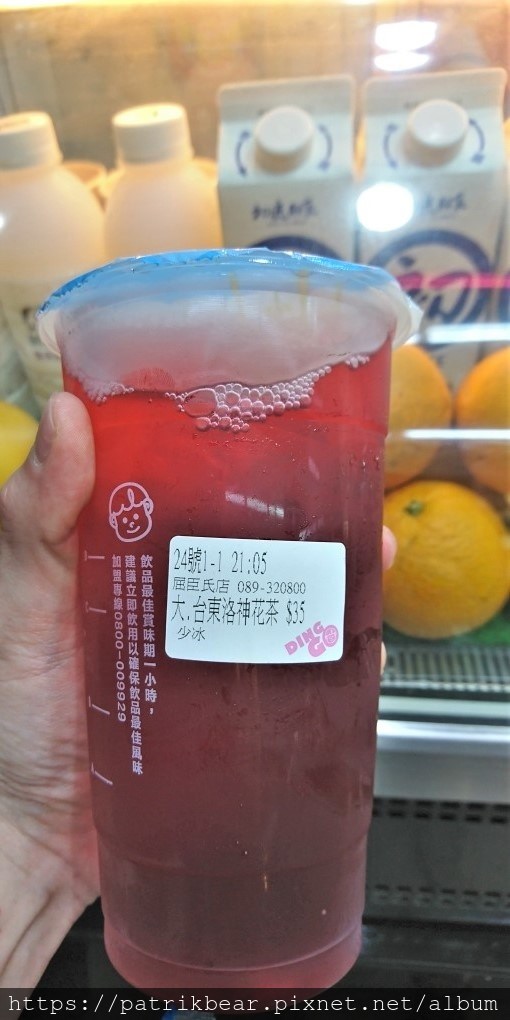 24號1-1 21:05
屈臣氏店 089-320800
大.台東洛神花茶 $35
少冰
DING
GO
飲品最佳賞味期一小時，
建議立即飲用以確保飲品最佳風味
加盟專線0800-009929
https://patrikbear.pixnet.net/album